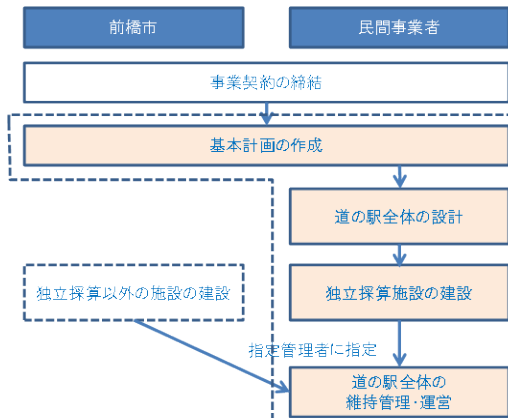 前橋市
民間事業者
事業契約の締結
基本計画の作成
道の駅全体の設計
独立採算以外の施設の建設
独立採算施設の建設
指定管理者に指定
道の駅全体の
維持管理・運営